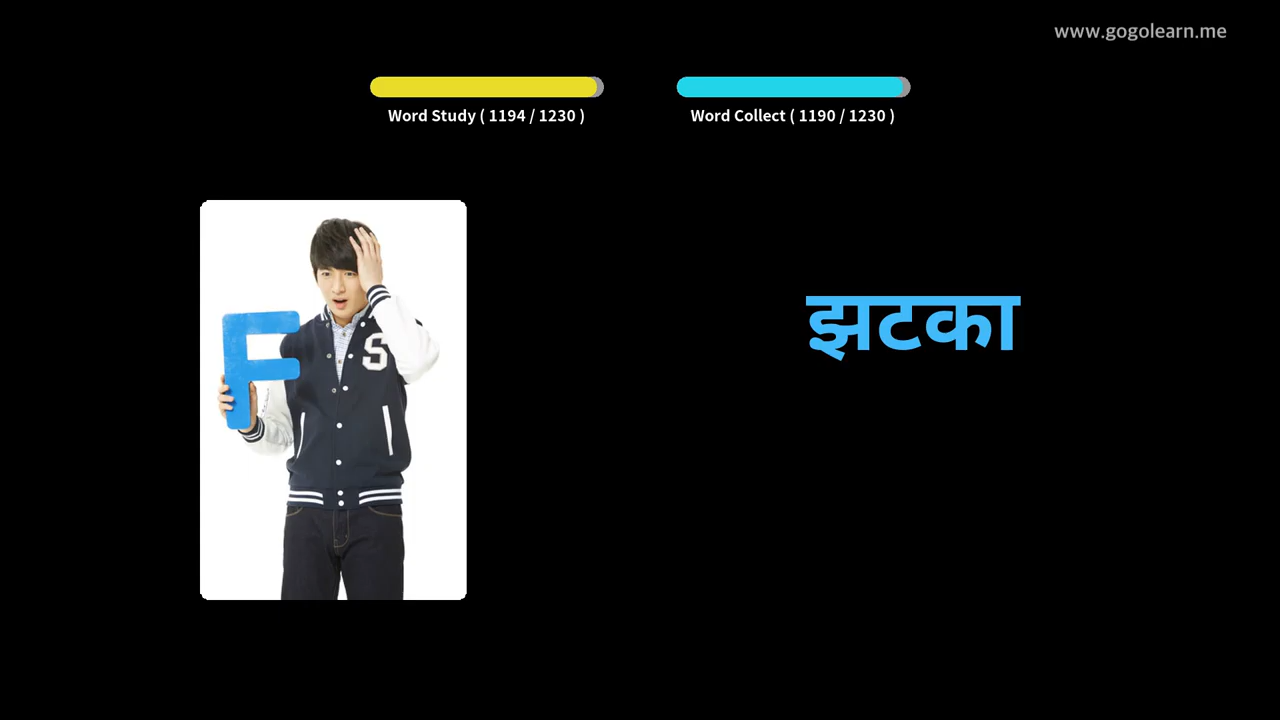 www.gogolearn.me
Word Study ( 1194 / 1230 )
Word Collect ( 1190 / 1230 )
F
S
झटका